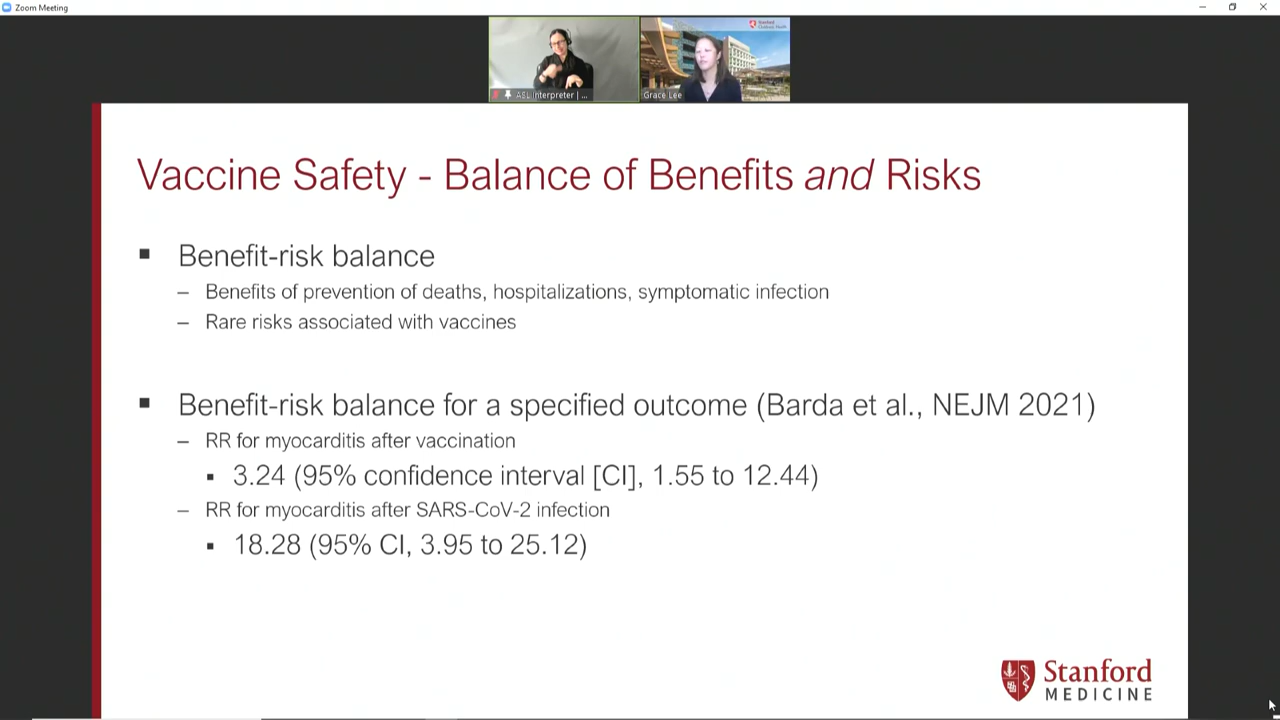 Zoom Meeting
Stanford
ASL Interpreter | ...
Grace Lee
Vaccine Safety - Balance of Benefits and Risks
▪ Benefit-risk balance
– Benefits of prevention of deaths, hospitalizations, symptomatic infection
– Rare risks associated with vaccines
▪ Benefit-risk balance for a specified outcome (Barda et al., NEJM 2021)
– RR for myocarditis after vaccination
▪ 3.24 (95% confidence interval [CI], 1.55 to 12.44)
– RR for myocarditis after SARS-CoV-2 infection
▪ 18.28 (95% CI, 3.95 to 25.12)
Stanford
MEDICINE